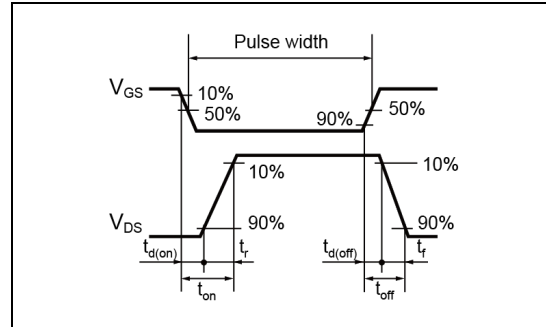 Pulse width
VGS
10%
50%
90%
50%
10%
10%
VDS
90%
90%
td(on)
tr
td(off)
tf
ton
toff